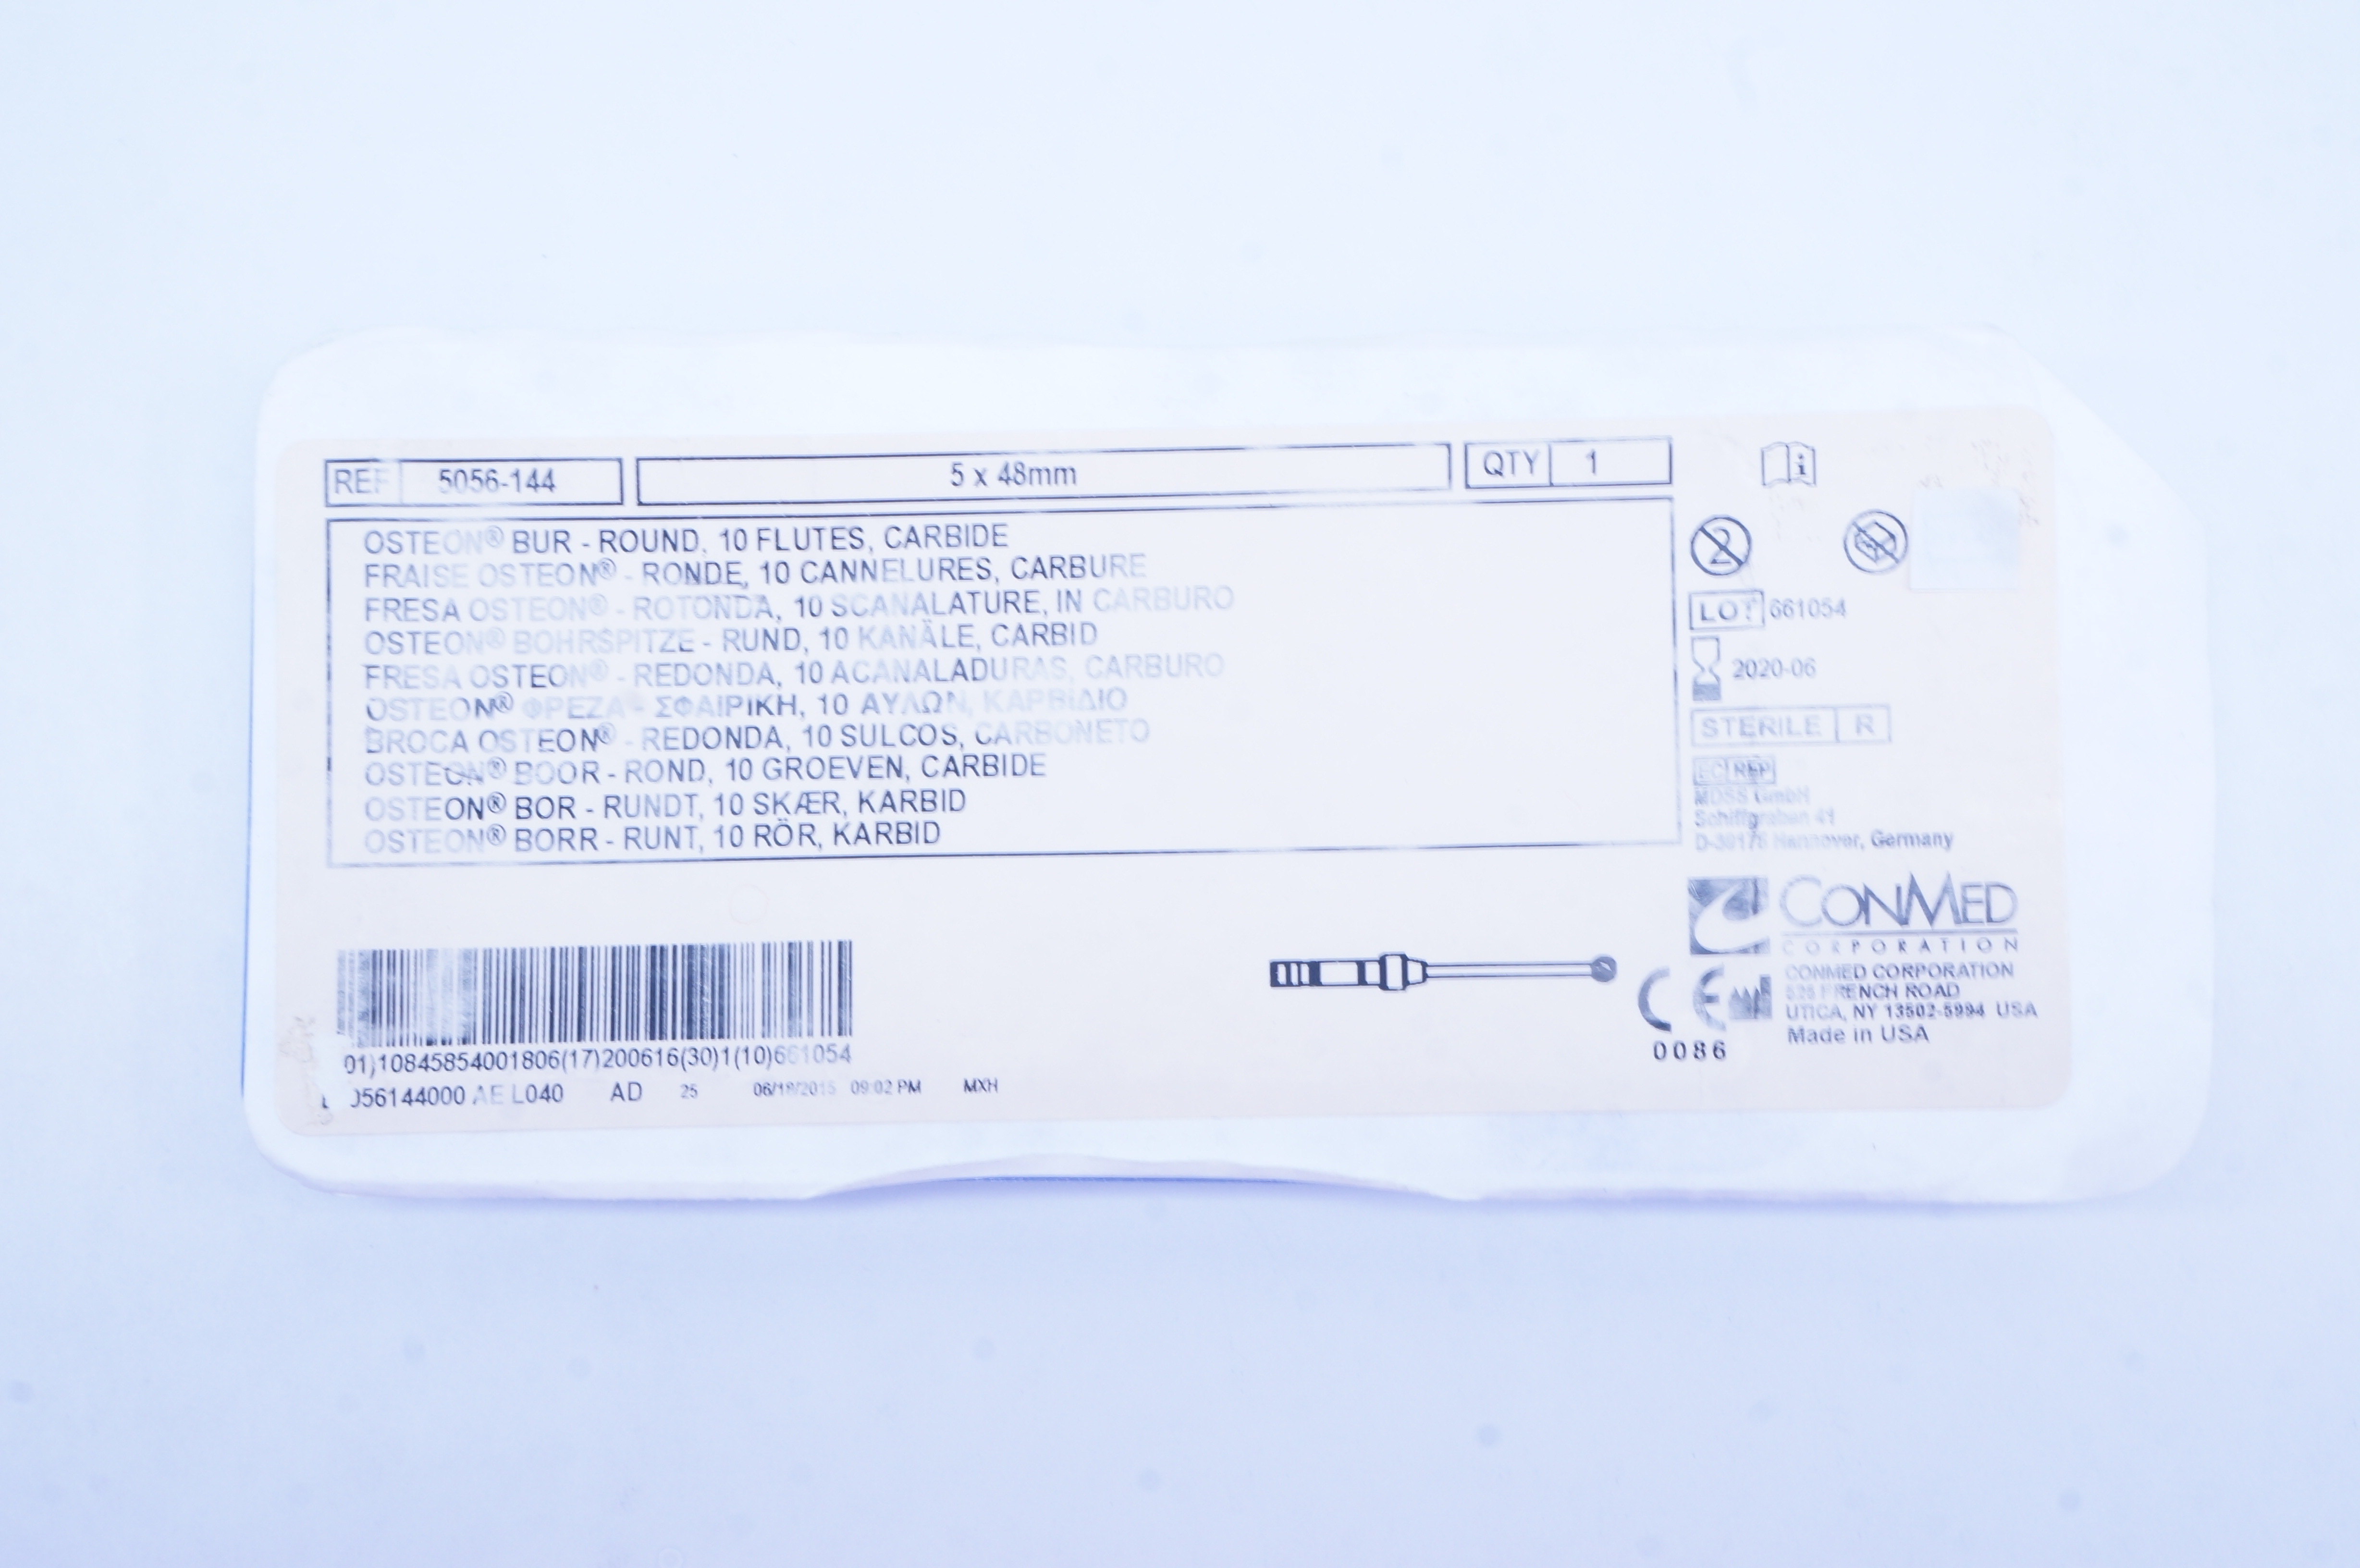 REF 5056-144 5 x 48mm QTY 1
OSTEON® BUR - ROUND, 10 FLUTES, CARBIDE
FRAISE OSTEON® - RONDE, 10 CANNELURES, CARBURE
FRESA OSTEON® - ROTONDA, 10 SCANALATURE, IN CARBURO
OSTEON® BOHRSPITZE - RUND, 10 KANÄLE, CARBID
FRESA OSTEON® - REDONDA, 10 ACANALADURAS, CARBURO
OSTEON® ΦΡΕΖΑ - ΣΦΑΙΡΙΚΗ, 10 ΑΥΛΩΝ, ΚΑΡΒΙΔΙΟ
BROCA OSTEON® - REDONDA, 10 SULCOS, CARBONETO
OSTEON® BOOR - ROND, 10 GROEVEN, CARBIDE
OSTEON® BOR - RUNDT, 10 SKÆR, KARBID
OSTEON® BORR - RUNT, 10 RÖR, KARBID
2
LOT 661054
2020-06
STERILE R
EC REP
MDSS GmbH
Schiffgraben 41
D-30175 Hannover, Germany
CONMED
CORPORATION
CONMED CORPORATION
525 FRENCH ROAD
UTICA, NY 13502-5994 USA
Made in USA
CE
0086
01)10845854001806(17)200616(30)1(10)661054
056144000 AE L040 AD 25 06/18/2015 09:02 PM MXH